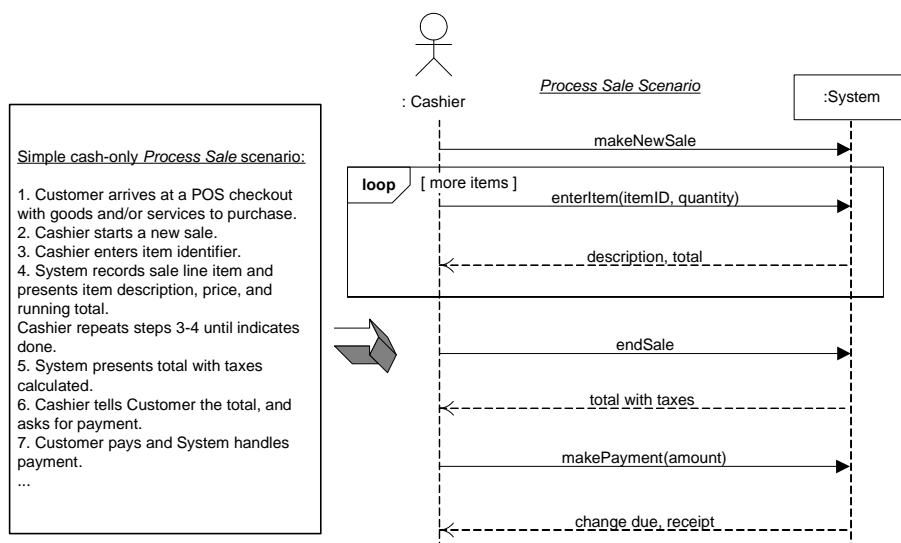 Process Sale Scenario
: Cashier
:System
Simple cash-only Process Sale scenario:
1. Customer arrives at a POS checkout
with goods and/or services to purchase.
2. Cashier starts a new sale.
3. Cashier enters item identifier.
4. System records sale line item and
presents item description, price, and
running total.
Cashier repeats steps 3-4 until indicates
done.
5. System presents total with taxes
calculated.
6. Cashier tells Customer the total, and
asks for payment.
7. Customer pays and System handles
payment.
...
makeNewSale
loop
[ more items ]
enterItem(itemID, quantity)
description, total
endSale
total with taxes
makePayment(amount)
change due, receipt